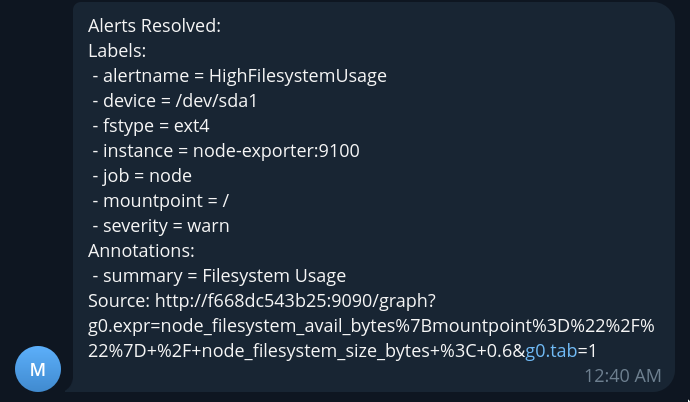 Alerts Resolved:
Labels:
- alertname = HighFilesystemUsage
- device = /dev/sda1
- fstype = ext4
- instance = node-exporter:9100
- job = node
- mountpoint = /
- severity = warn
Annotations:
- summary = Filesystem Usage
Source: http://f668dc543b25:9090/graph?
g0.expr=node_filesystem_avail_bytes%7Bmountpoint%3D%22%2F%
22%7D+%2F+node_filesystem_size_bytes+%3C+0.6&g0.tab=1
M
12:40 AM